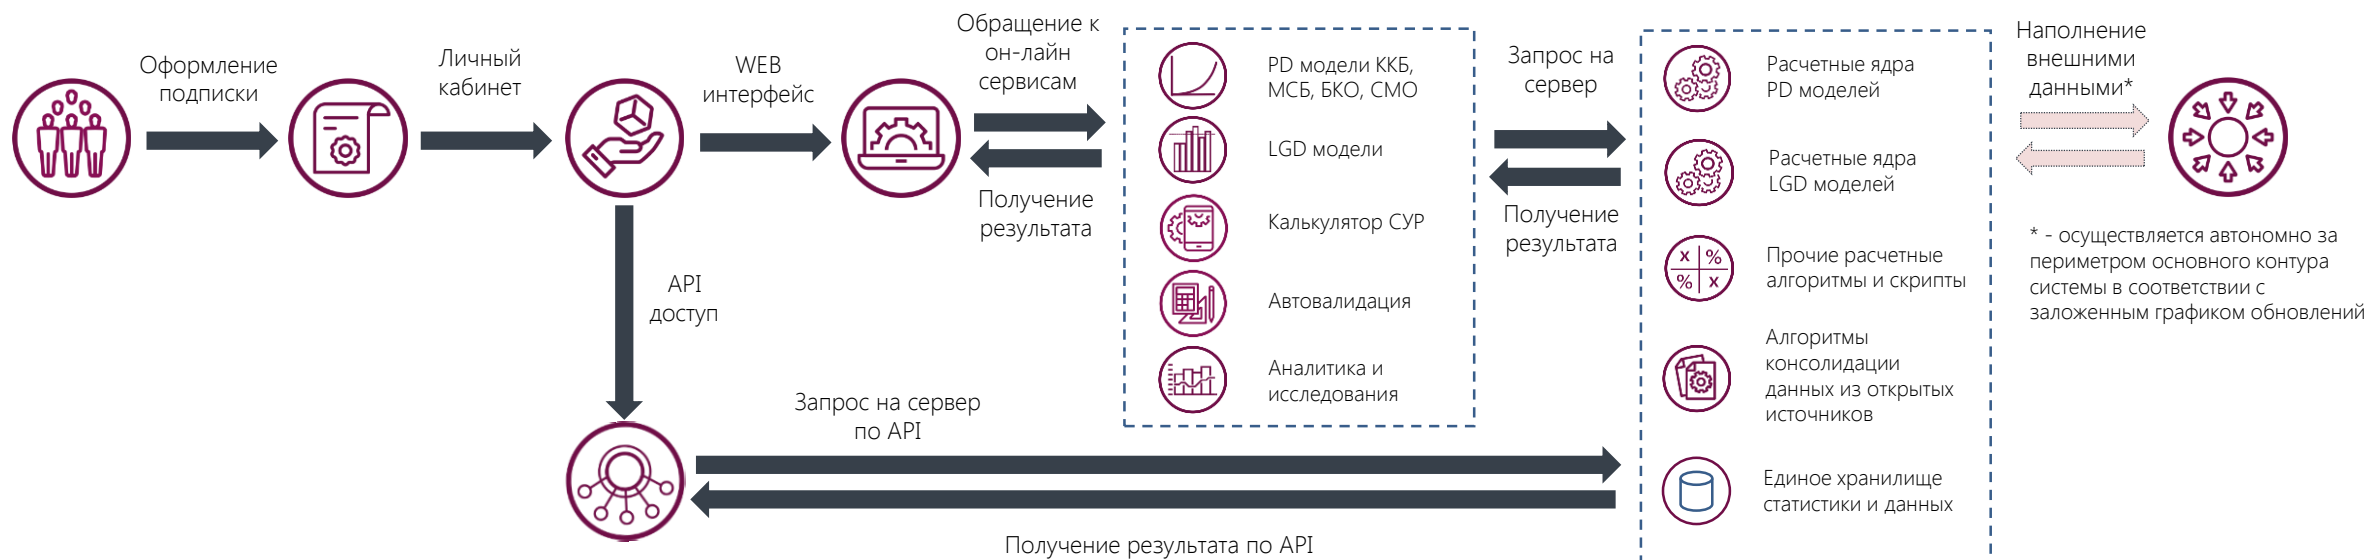 Оформление
подписки
Личный
кабинет
WEB
интерфейс
Обращение к
он-лайн
сервисам
Получение
результата
API
доступ
PD модели ККБ,
МСБ, БКО, СМО
LGD модели
Калькулятор СУР
Автовалидация
Аналитика и
исследования
Запрос на
сервер
Получение
результата
Расчетные ядра
PD моделей
Расчетные ядра
LGD моделей
x %
% x
Прочие расчетные
алгоритмы и скрипты
Алгоритмы
консолидации
данных из открытых
источников
Единое хранилище
статистики и данных
Наполнение
внешними
данными*
* - осуществляется автономно за
периметром основного контура
системы в соответствии с
заложенным графиком обновлений
Запрос на сервер
по API
Получение результата по API